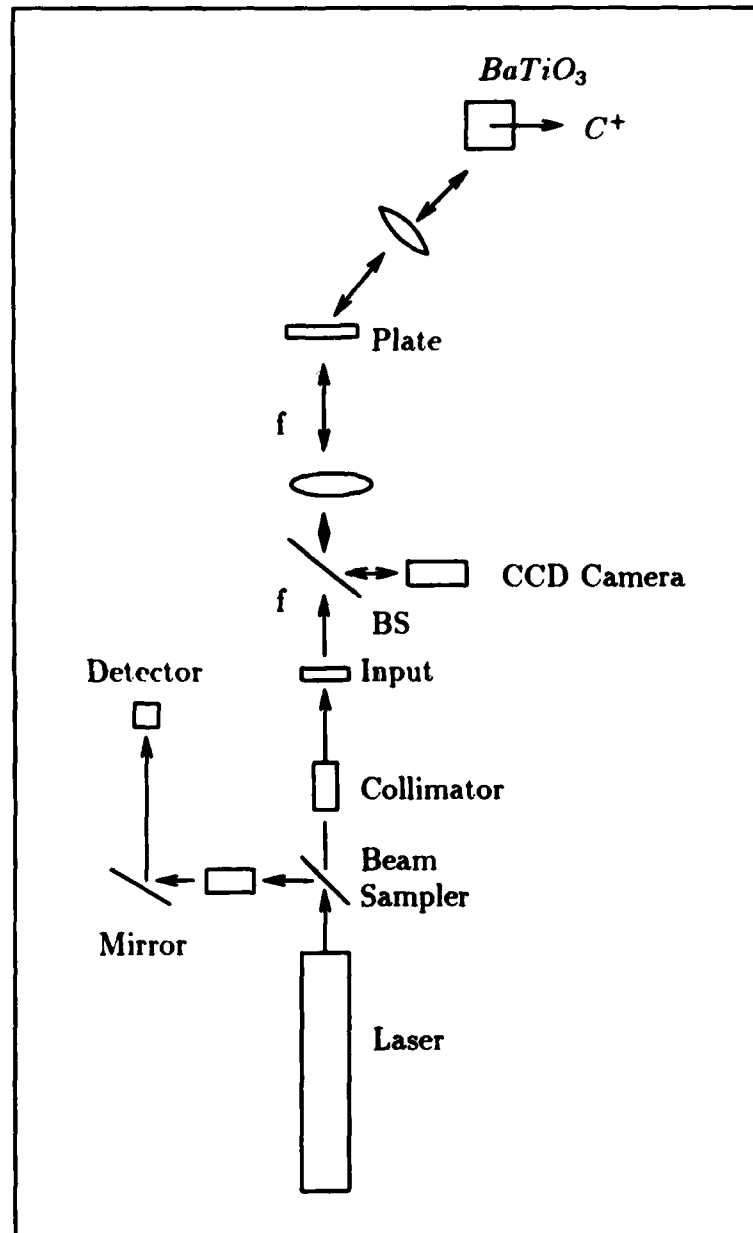 BaTiO₃
C⁺
Plate
f
CCD Camera
f
BS
Detector
Input
Collimator
Beam
Sampler
Mirror
Laser